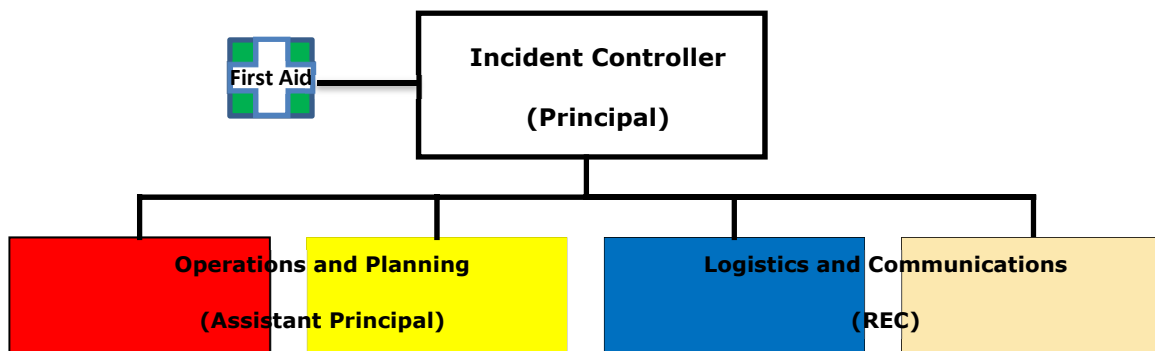 First Aid
Incident Controller
(Principal)
Operations and Planning
(Assistant Principal)
Logistics and Communications
(REC)